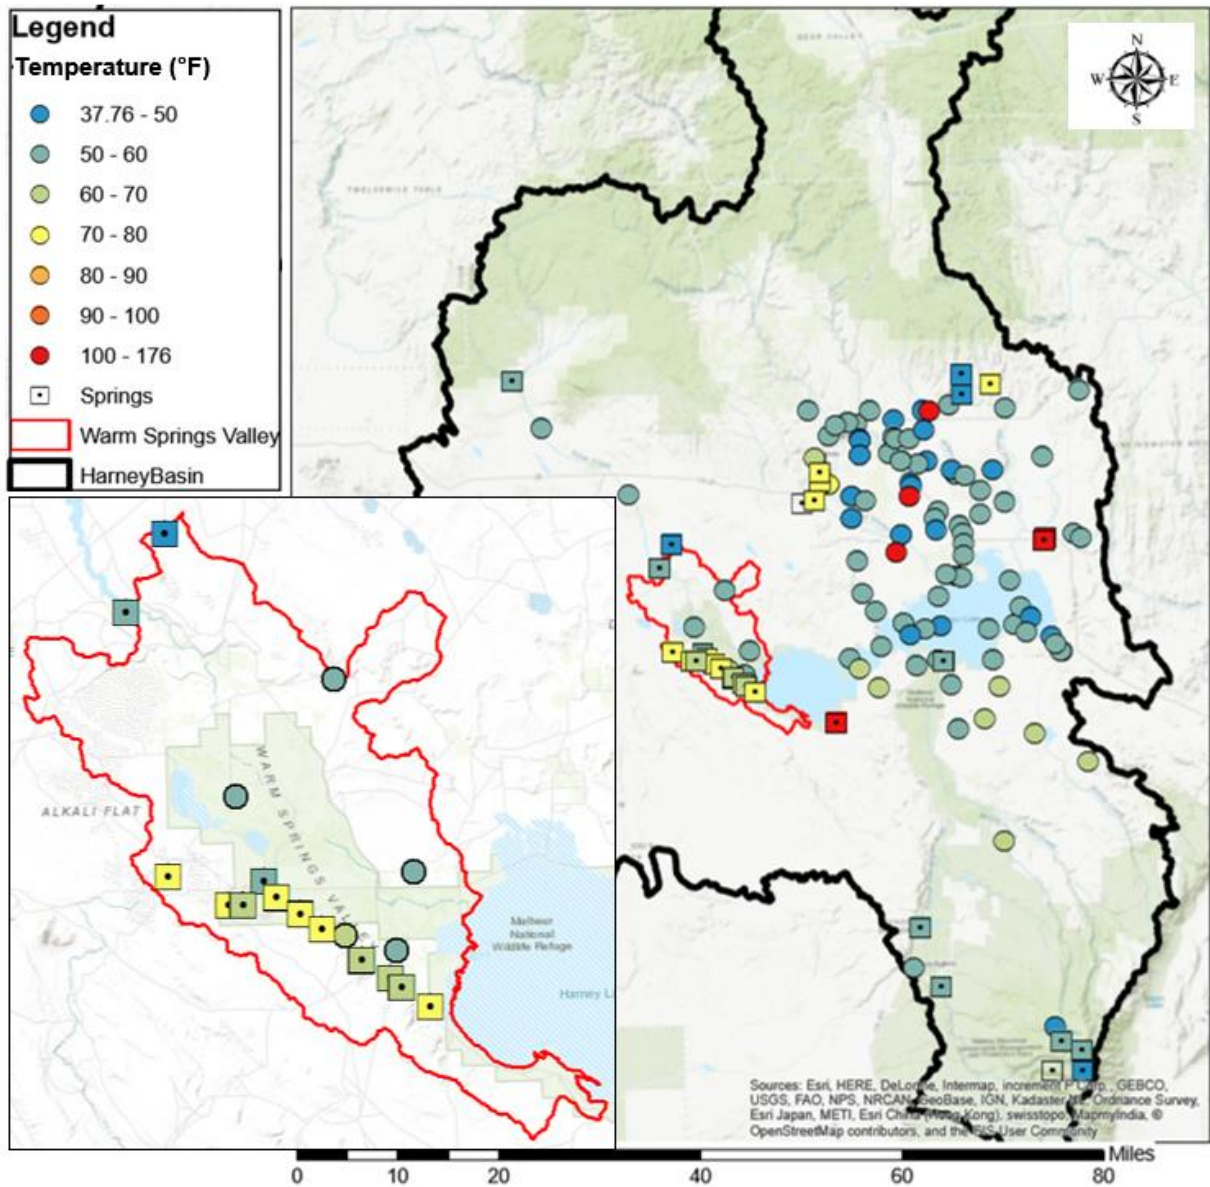 Legend
Temperature (°F)
37.76 - 50
50 - 60
60 - 70
70 - 80
80 - 90
90 - 100
100 - 176
Springs
Warm Springs Valley
HarneyBasin
N
W E
S
ALKALI FLAT
WARM SPRINGS VALLEY
Malheur
National
Wildlife Refuge
Harney L
Sources: Esri, HERE, DeLorme, Intermap, increment P Corp., GEBCO,
USGS, FAO, NPS, NRCAN, GeoBase, IGN, Kadaster NL, Ordnance Survey,
Esri Japan, METI, Esri China (Hong Kong), swisstopo, MapmyIndia, ©
OpenStreetMap contributors, and the GIS User Community
Miles
0 10 20 40 60 80